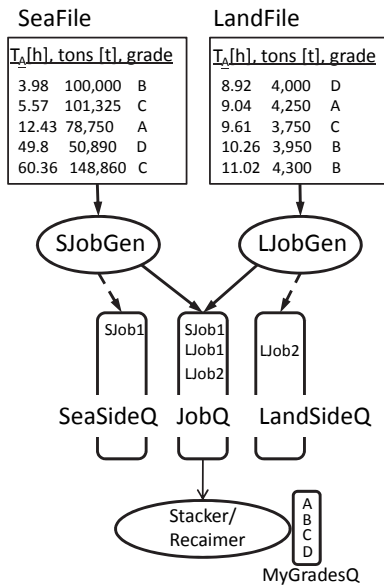 SeaFile
LandFile
TA[h], tons [t], grade
3.98 100,000 B
5.57 101,325 C
12.43 78,750 A
49.8 50,890 D
60.36 148,860 C
TA[h], tons [t], grade
8.92 4,000 D
9.04 4,250 A
9.61 3,750 C
10.26 3,950 B
11.02 4,300 B
SJobGen
LJobGen
SJob1
SJob1
LJob1
LJob2
LJob2
SeaSideQ
JobQ
LandSideQ
Stacker/
Recaimer
A
B
C
D
MyGradesQ